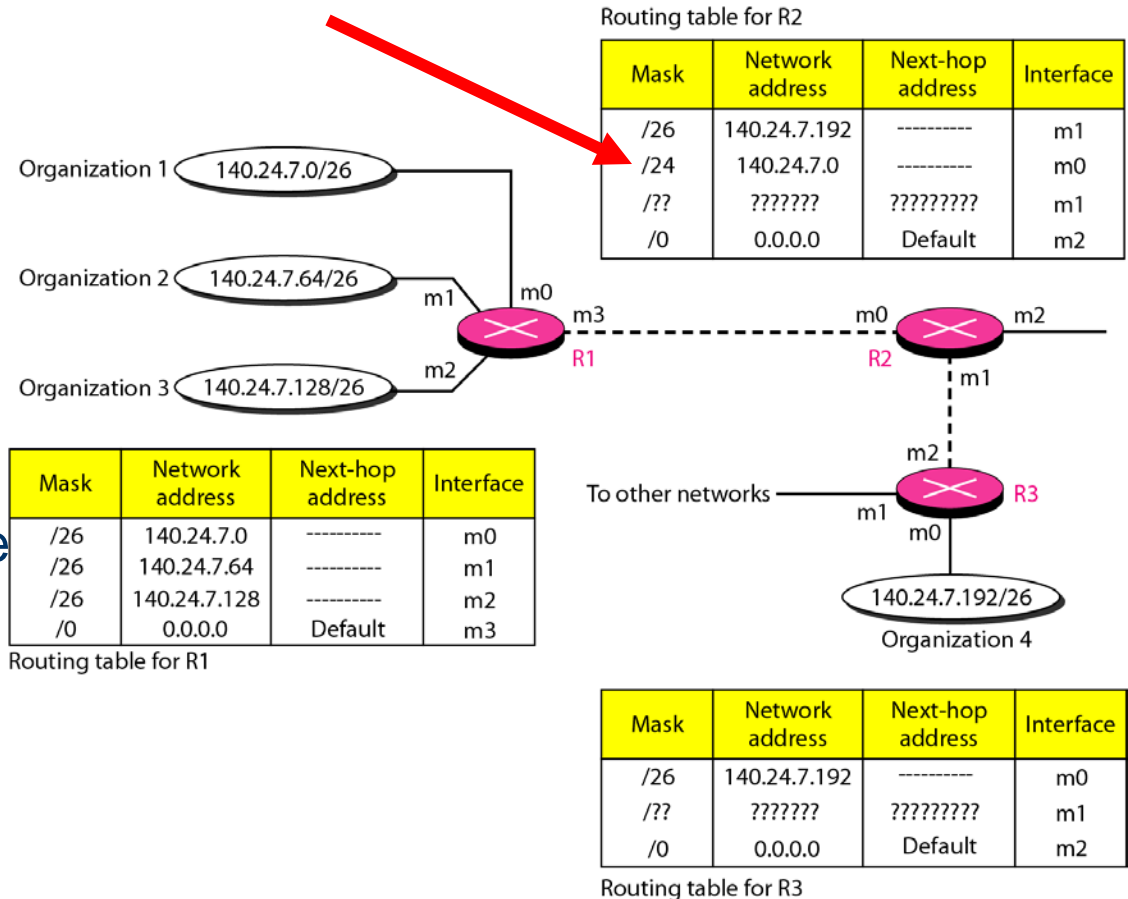 Routing table for R2
Mask Network address Next-hop address Interface
/26 140.24.7.192 ---------- m1
/24 140.24.7.0 ---------- m0
/?? ??????? ????????? m1
/0 0.0.0.0 Default m2
Organization 1 140.24.7.0/26
Organization 2 140.24.7.64/26
Organization 3 140.24.7.128/26
m0
m1
m2
m3
R1
m0
m2
R2
m1
m2
To other networks
R3
m1
m0
140.24.7.192/26
Organization 4
e
Mask Network address Next-hop address Interface
/26 140.24.7.0 ---------- m0
/26 140.24.7.64 ---------- m1
/26 140.24.7.128 ---------- m2
/0 0.0.0.0 Default m3
Routing table for R1
Mask Network address Next-hop address Interface
/26 140.24.7.192 ---------- m0
/?? ??????? ????????? m1
/0 0.0.0.0 Default m2
Routing table for R3